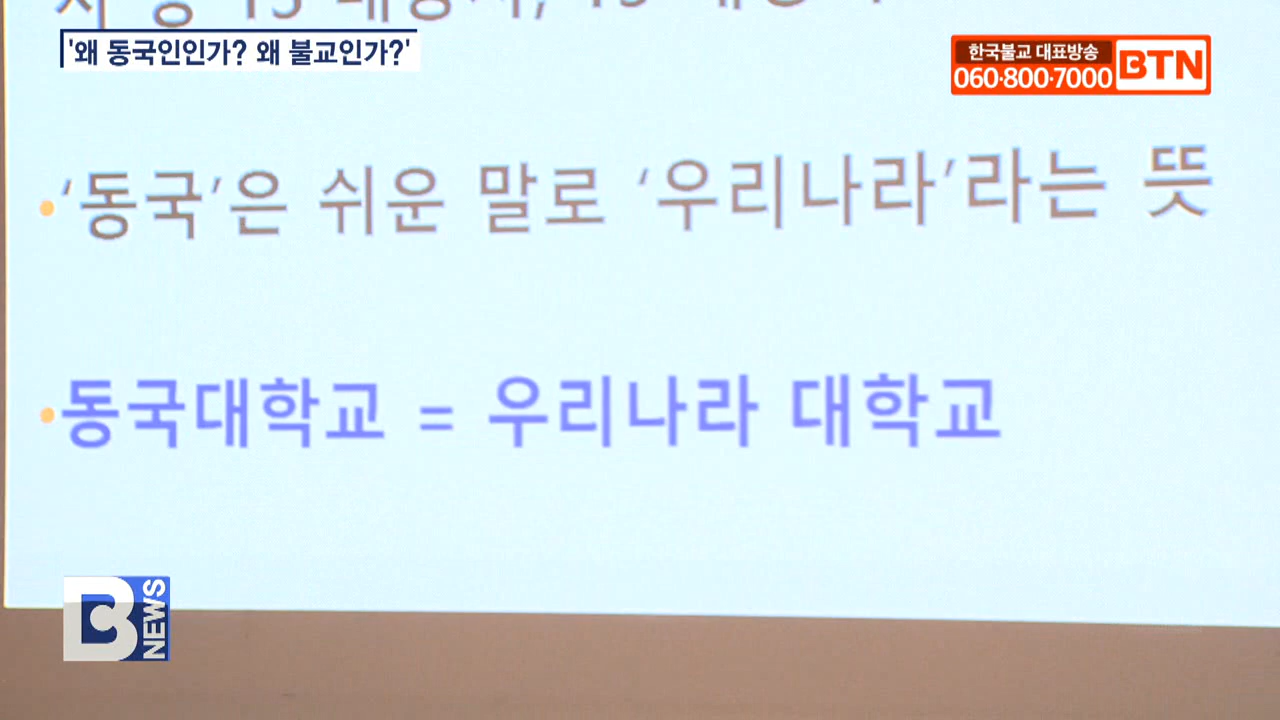 '왜 동국인인가? 왜 불교인가?'
한국불교 대표방송
060·800·7000
BTN
‘동국’은 쉬운 말로 ‘우리나라’라는 뜻
동국대학교 = 우리나라 대학교
B NEWS